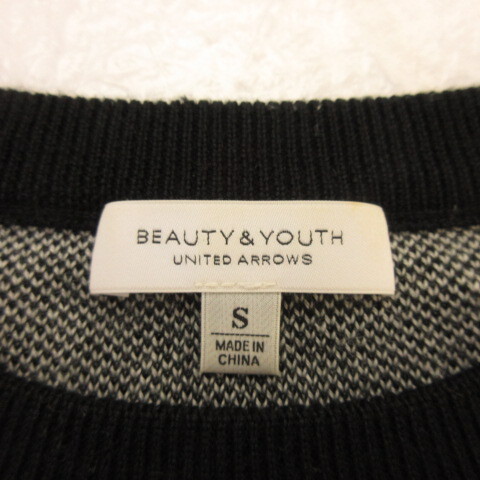 BEAUTY & YOUTH
UNITED ARROWS
S
MADE IN
CHINA